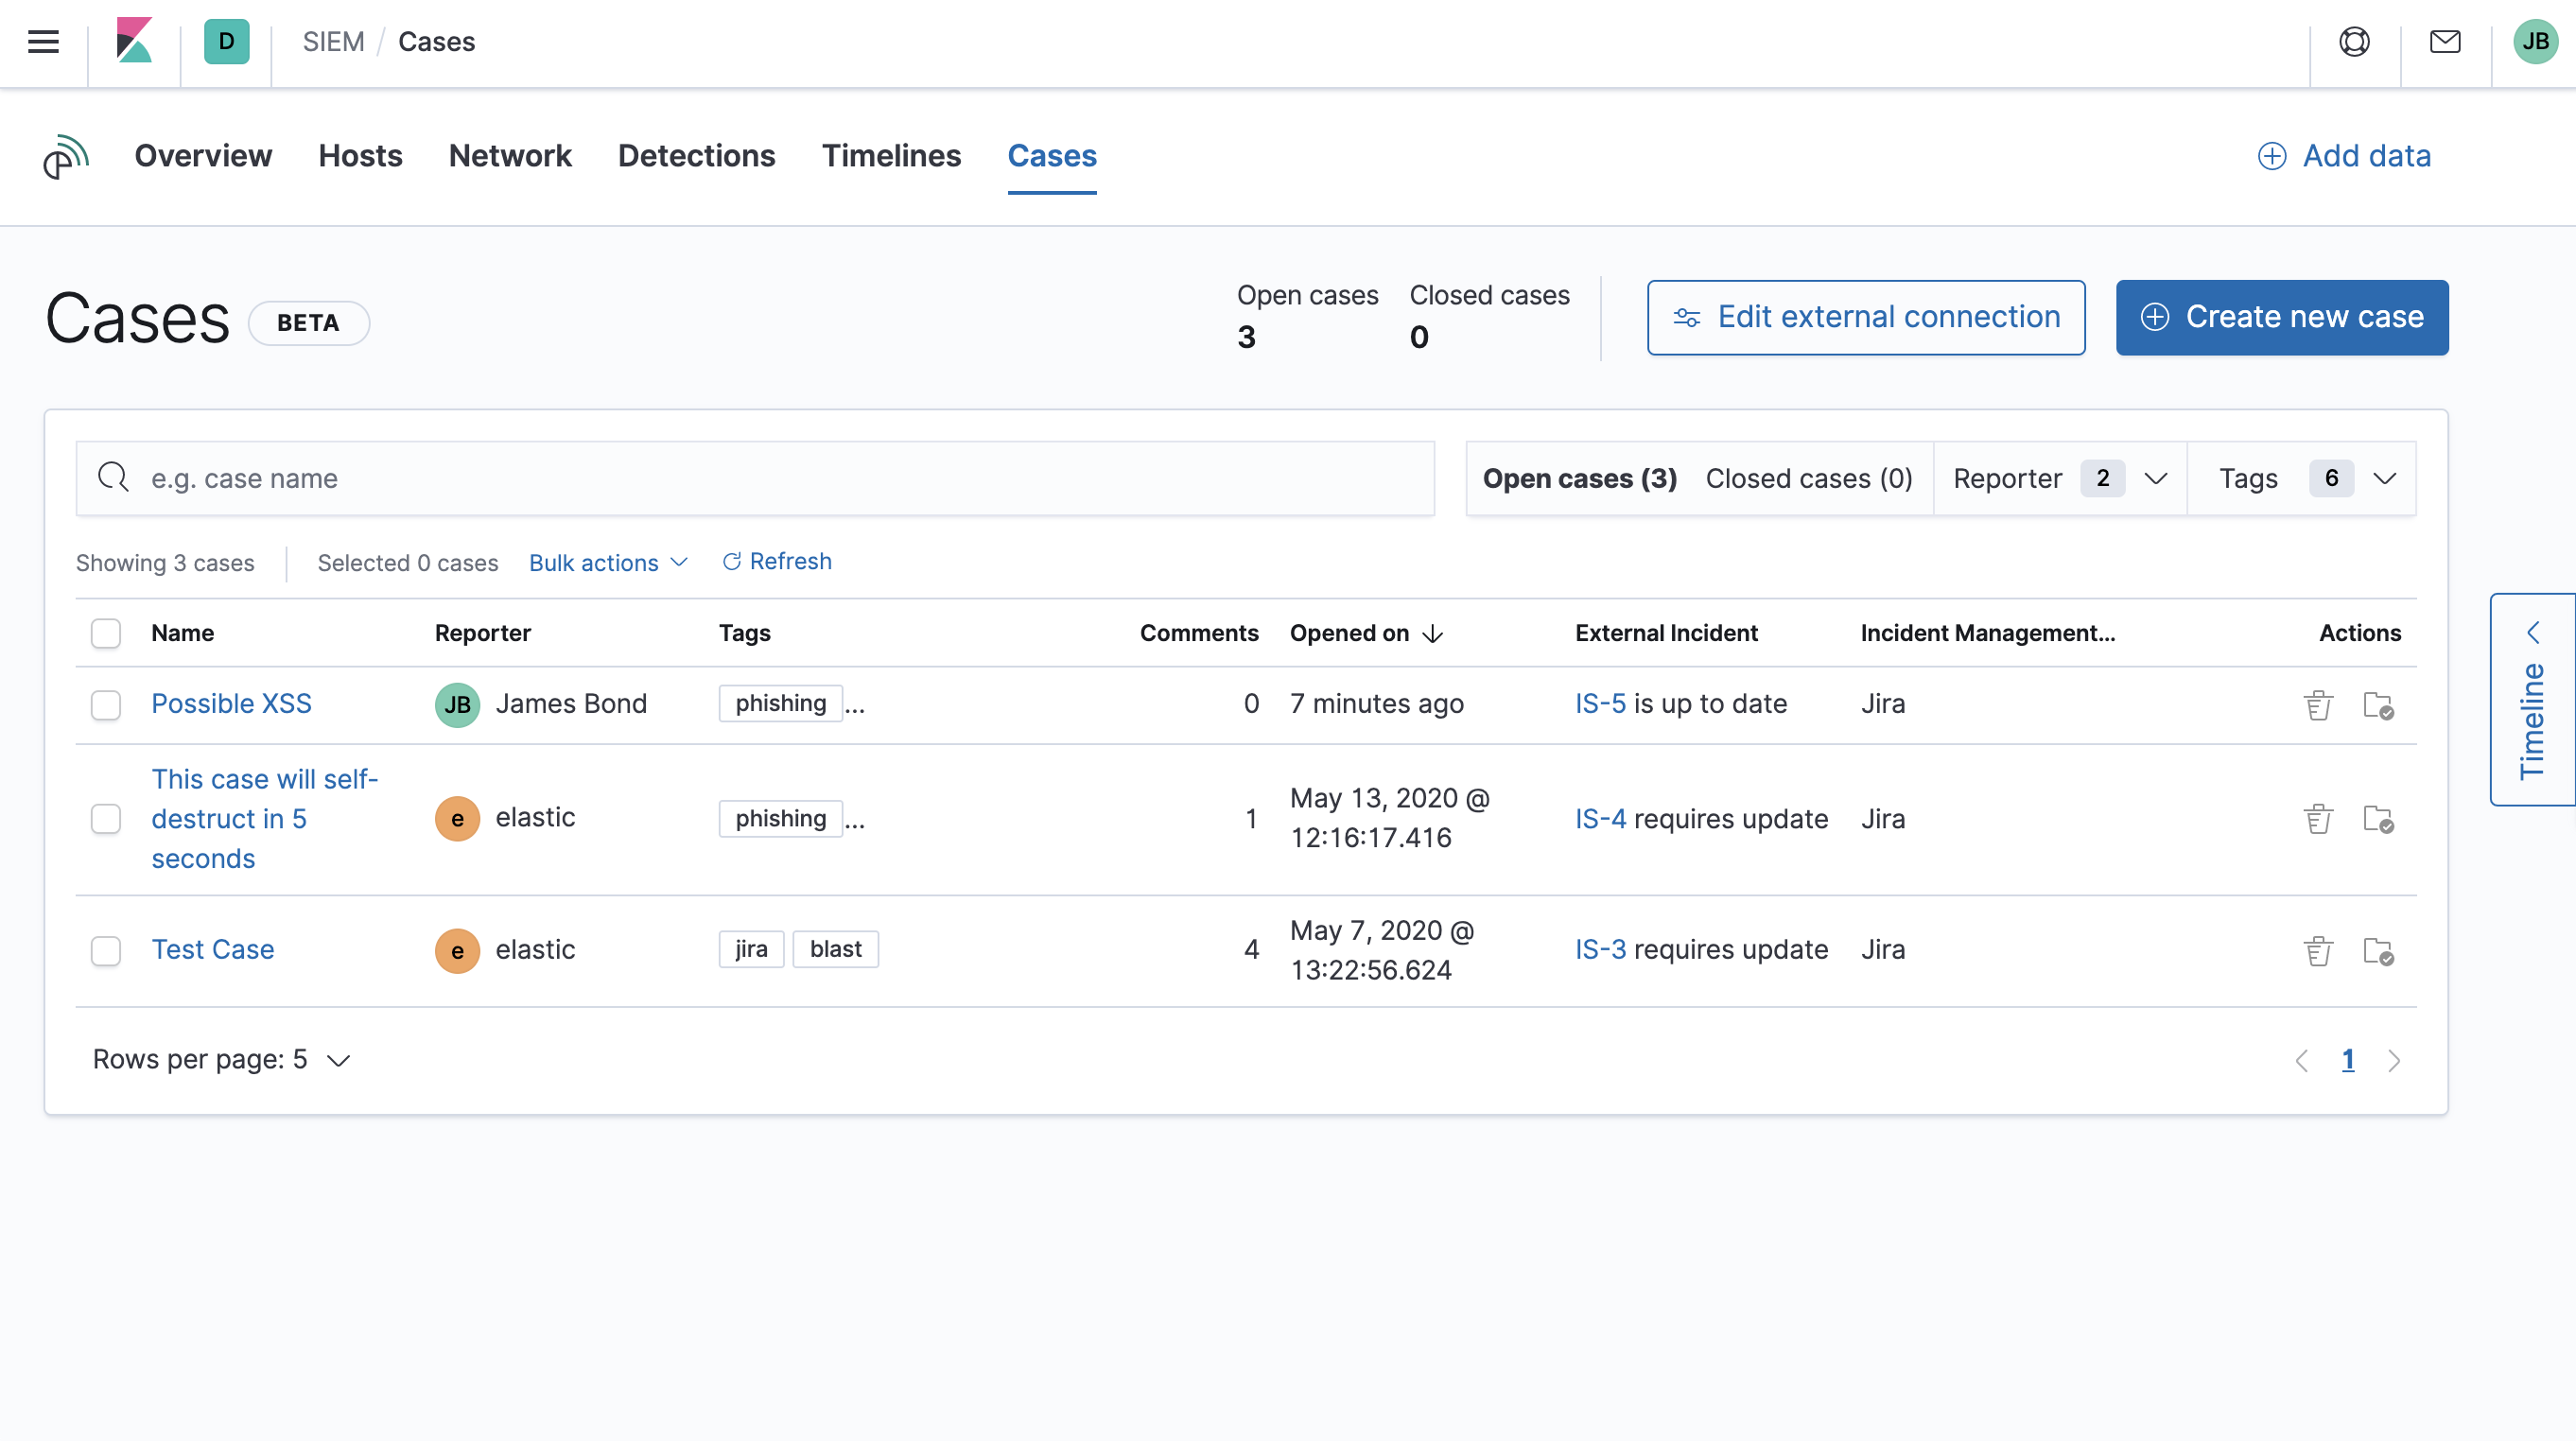 D SIEM / Cases JB
Overview Hosts Network Detections Timelines Cases Add data
Cases BETA
Open cases Closed cases
3 0
Edit external connection Create new case
e.g. case name Open cases (3) Closed cases (0) Reporter 2 Tags 6
Showing 3 cases Selected 0 cases Bulk actions Refresh
Name Reporter Tags Comments Opened on External Incident Incident Management... Actions
Possible XSS JB James Bond phishing ... 0 7 minutes ago IS-5 is up to date Jira
This case will self-
destruct in 5
seconds
e elastic phishing ... 1
May 13, 2020 @
12:16:17.416
IS-4 requires update Jira
Test Case e elastic jira blast 4
May 7, 2020 @
13:22:56.624
IS-3 requires update Jira
Rows per page: 5 1
Timeline